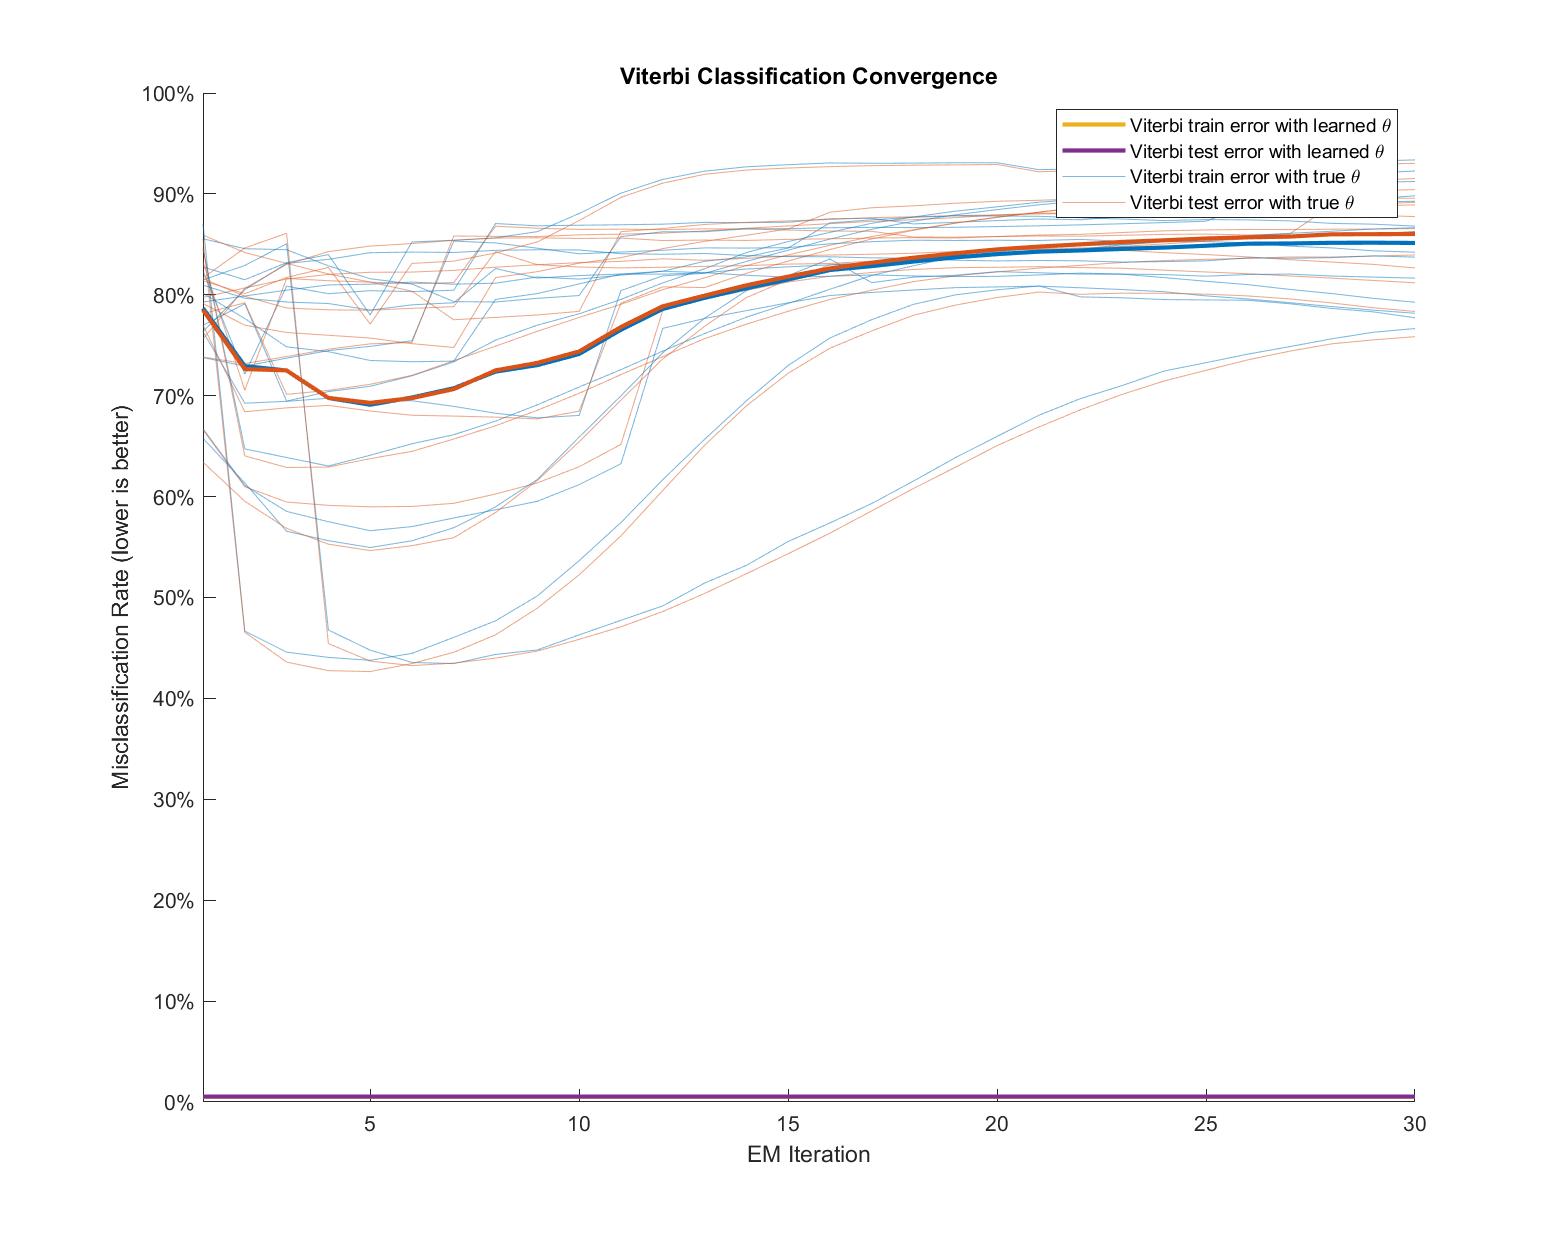 Viterbi Classification Convergence
100%
90%
80%
70%
60%
50%
40%
30%
20%
10%
0%
Misclassification Rate (lower is better)
Viterbi train error with learned θ
Viterbi test error with learned θ
Viterbi train error with true θ
Viterbi test error with true θ
5 10 15 20 25 30
EM Iteration